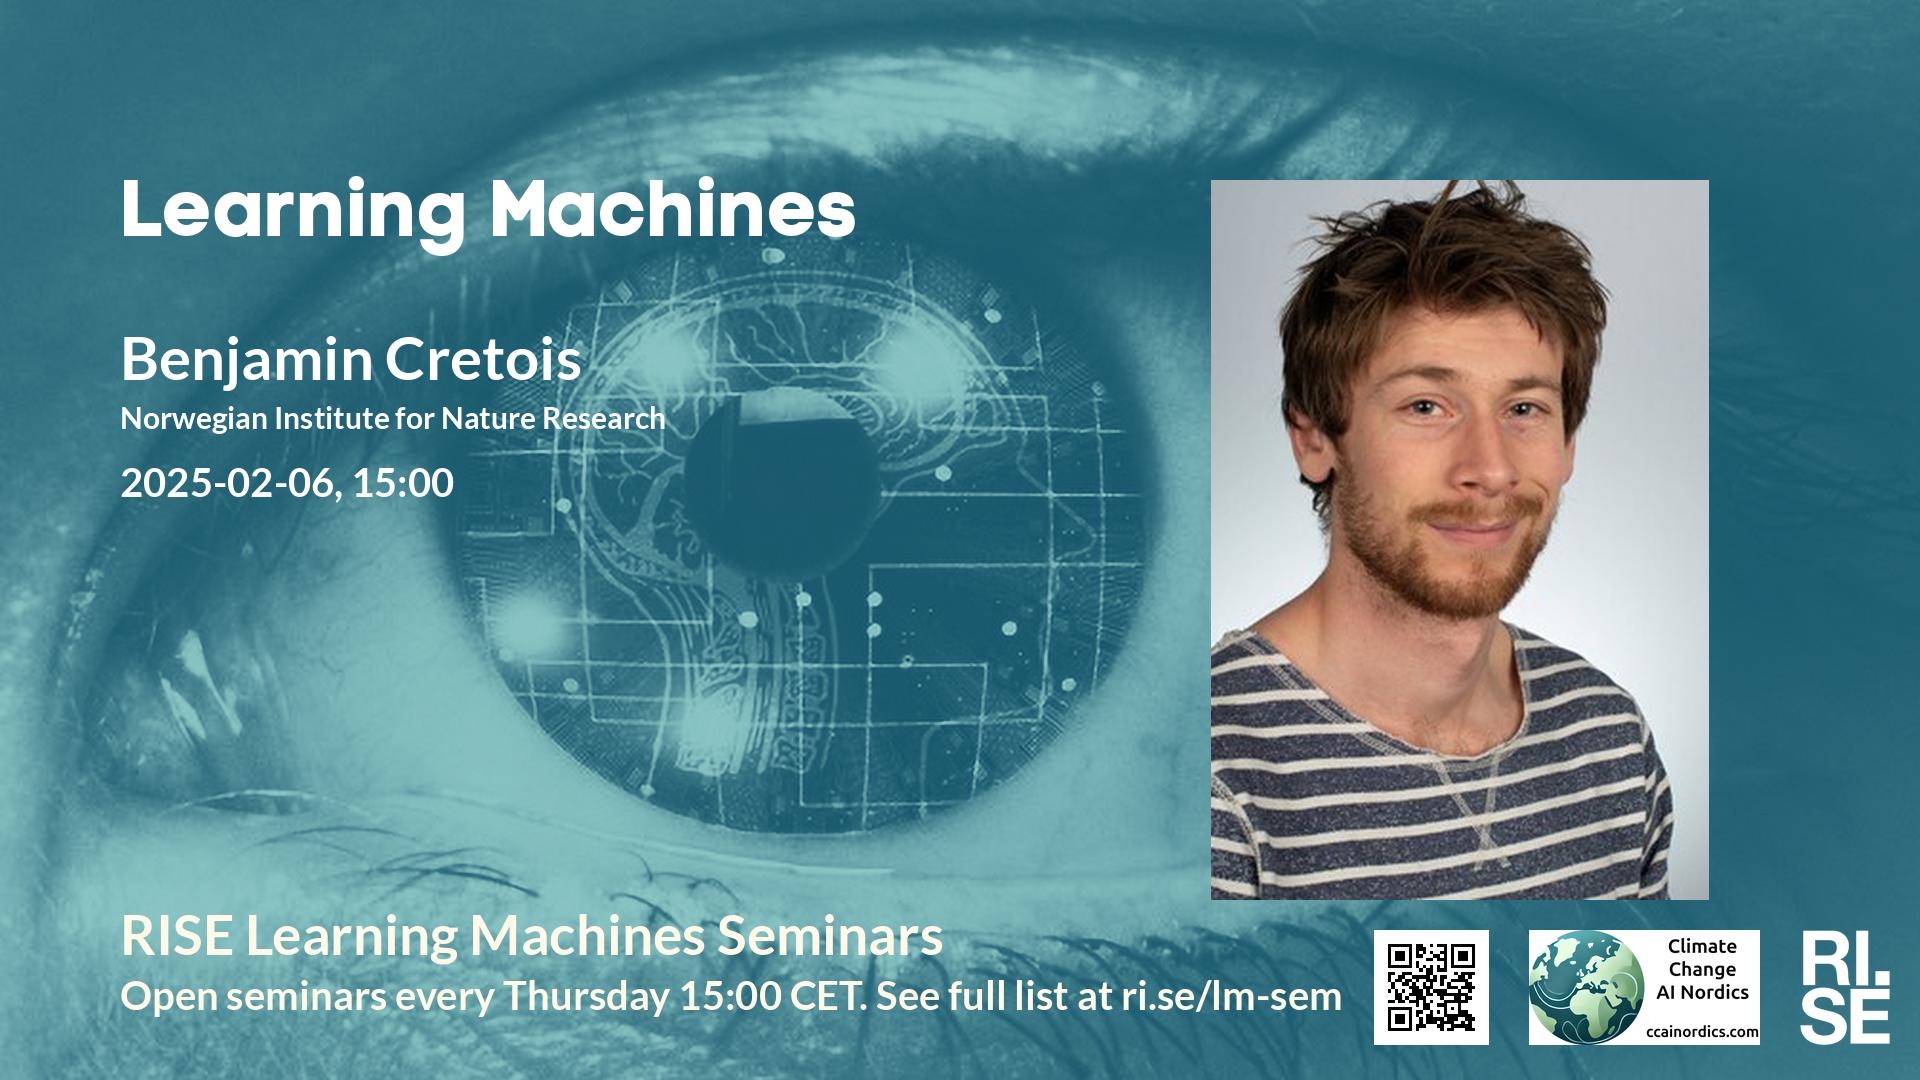 Learning Machines
Benjamin Cretois
Norwegian Institute for Nature Research
2025-02-06, 15:00
RISE Learning Machines Seminars
Open seminars every Thursday 15:00 CET. See full list at ri.se/lm-sem
Climate
Change
AI Nordics
ccainordics.com
RI.
SE